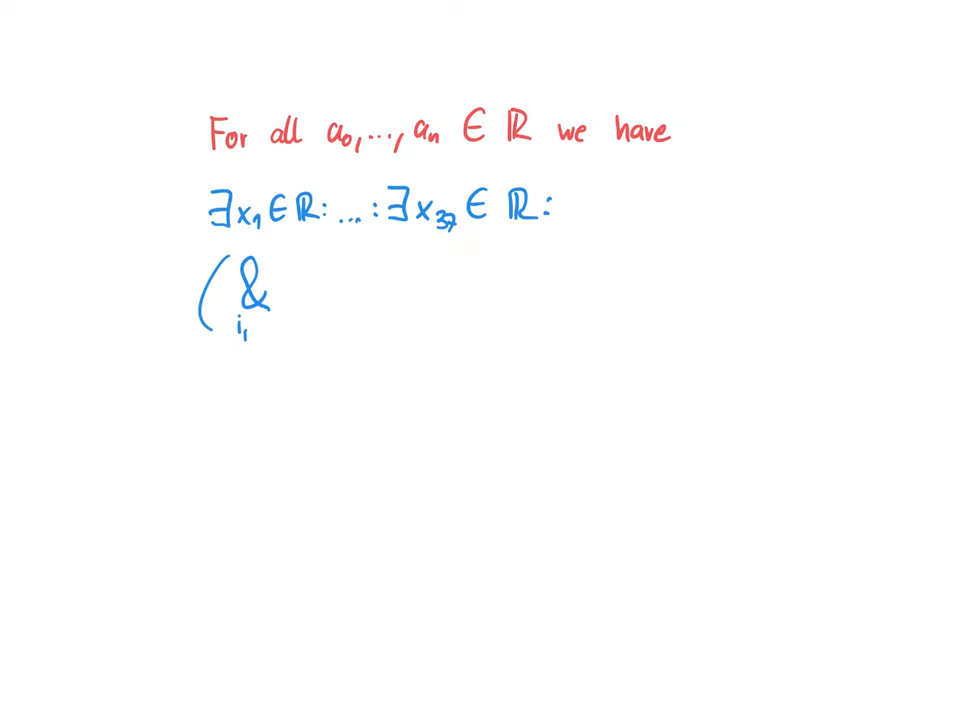 For all a₀,...,aₙ ∈ ℝ we have
∃x₁∈ℝ: ... :∃x₃₇∈ ℝ:
( &
i₁